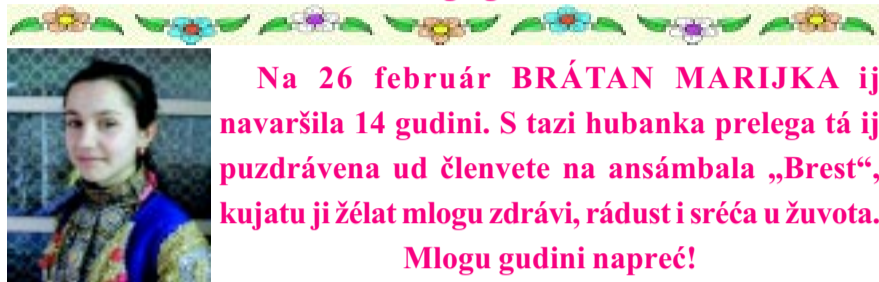 Na 26 február BRÁTAN MARIJKA ij
navaršila 14 gudini. S tazi hubanka prelega tá ij
puzdrávena ud členvete na ansámbala „Brest“,
kujatu ji žélat mlogu zdrávi, rádust i sréća u žuvota.
Mlogu gudini napreć!